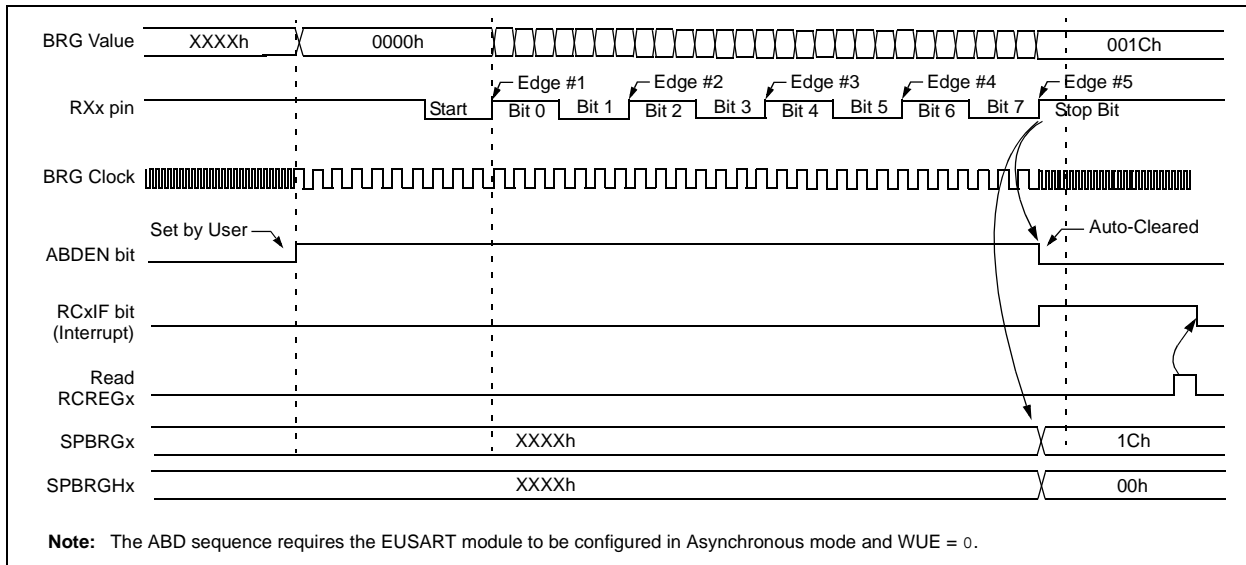 BRG Value XXXXh 0000h 001Ch
Edge #1 Edge #2 Edge #3 Edge #4 Edge #5
RXx pin Start Bit 0 Bit 1 Bit 2 Bit 3 Bit 4 Bit 5 Bit 6 Bit 7 Stop Bit
BRG Clock
Set by User Auto-Cleared
ABDEN bit
RCxIF bit
(Interrupt)
Read
RCREGx
SPBRGx XXXXh 1Ch
SPBRGHx XXXXh 00h
Note: The ABD sequence requires the EUSART module to be configured in Asynchronous mode and WUE = 0.